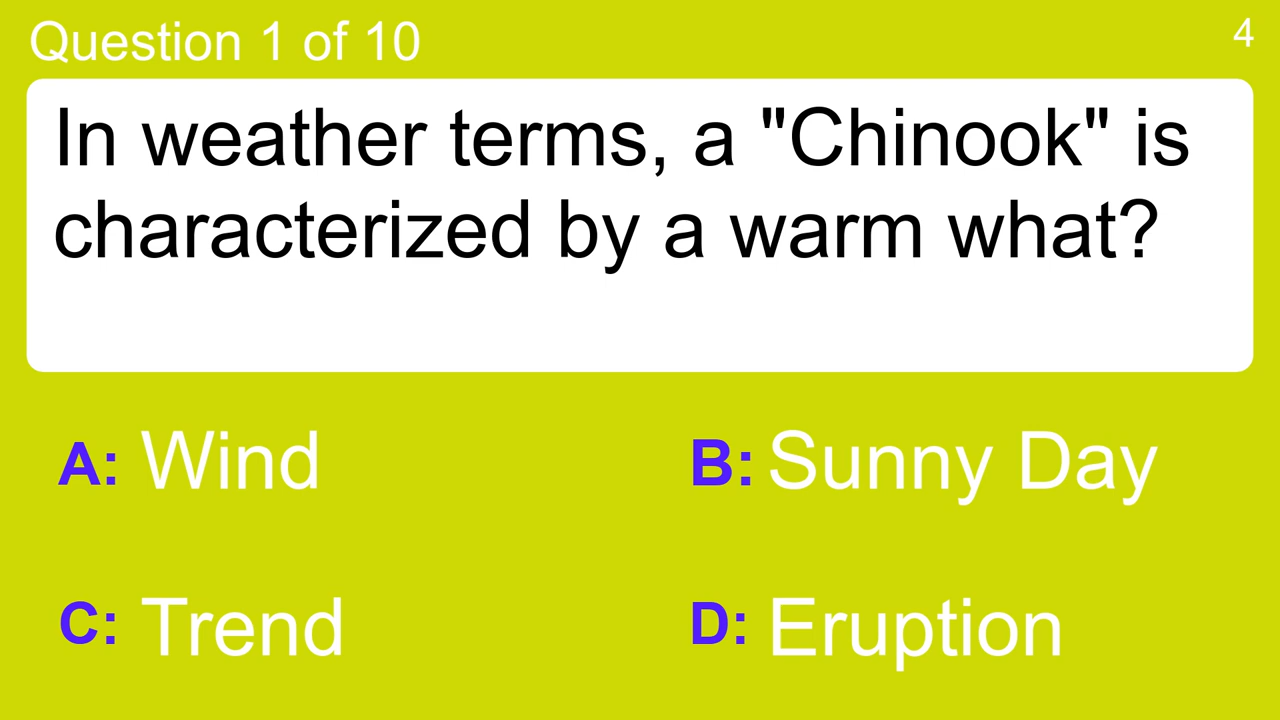 Question 1 of 10
4
In weather terms, a "Chinook" is
characterized by a warm what?
A: Wind
B: Sunny Day
C: Trend
D: Eruption